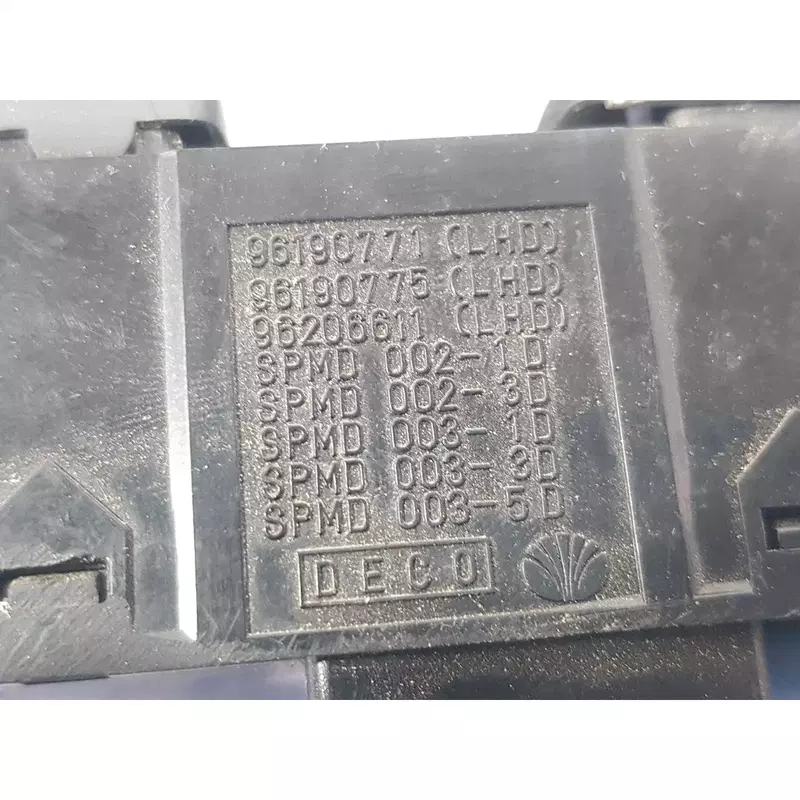 96190771 (LHD)
96190775 (LHD)
96206611 (LHD)
SPMD 002-1D
SPMD 002-3D
SPMD 003-1D
SPMD 003-3D
SPMD 003-5D
DECO